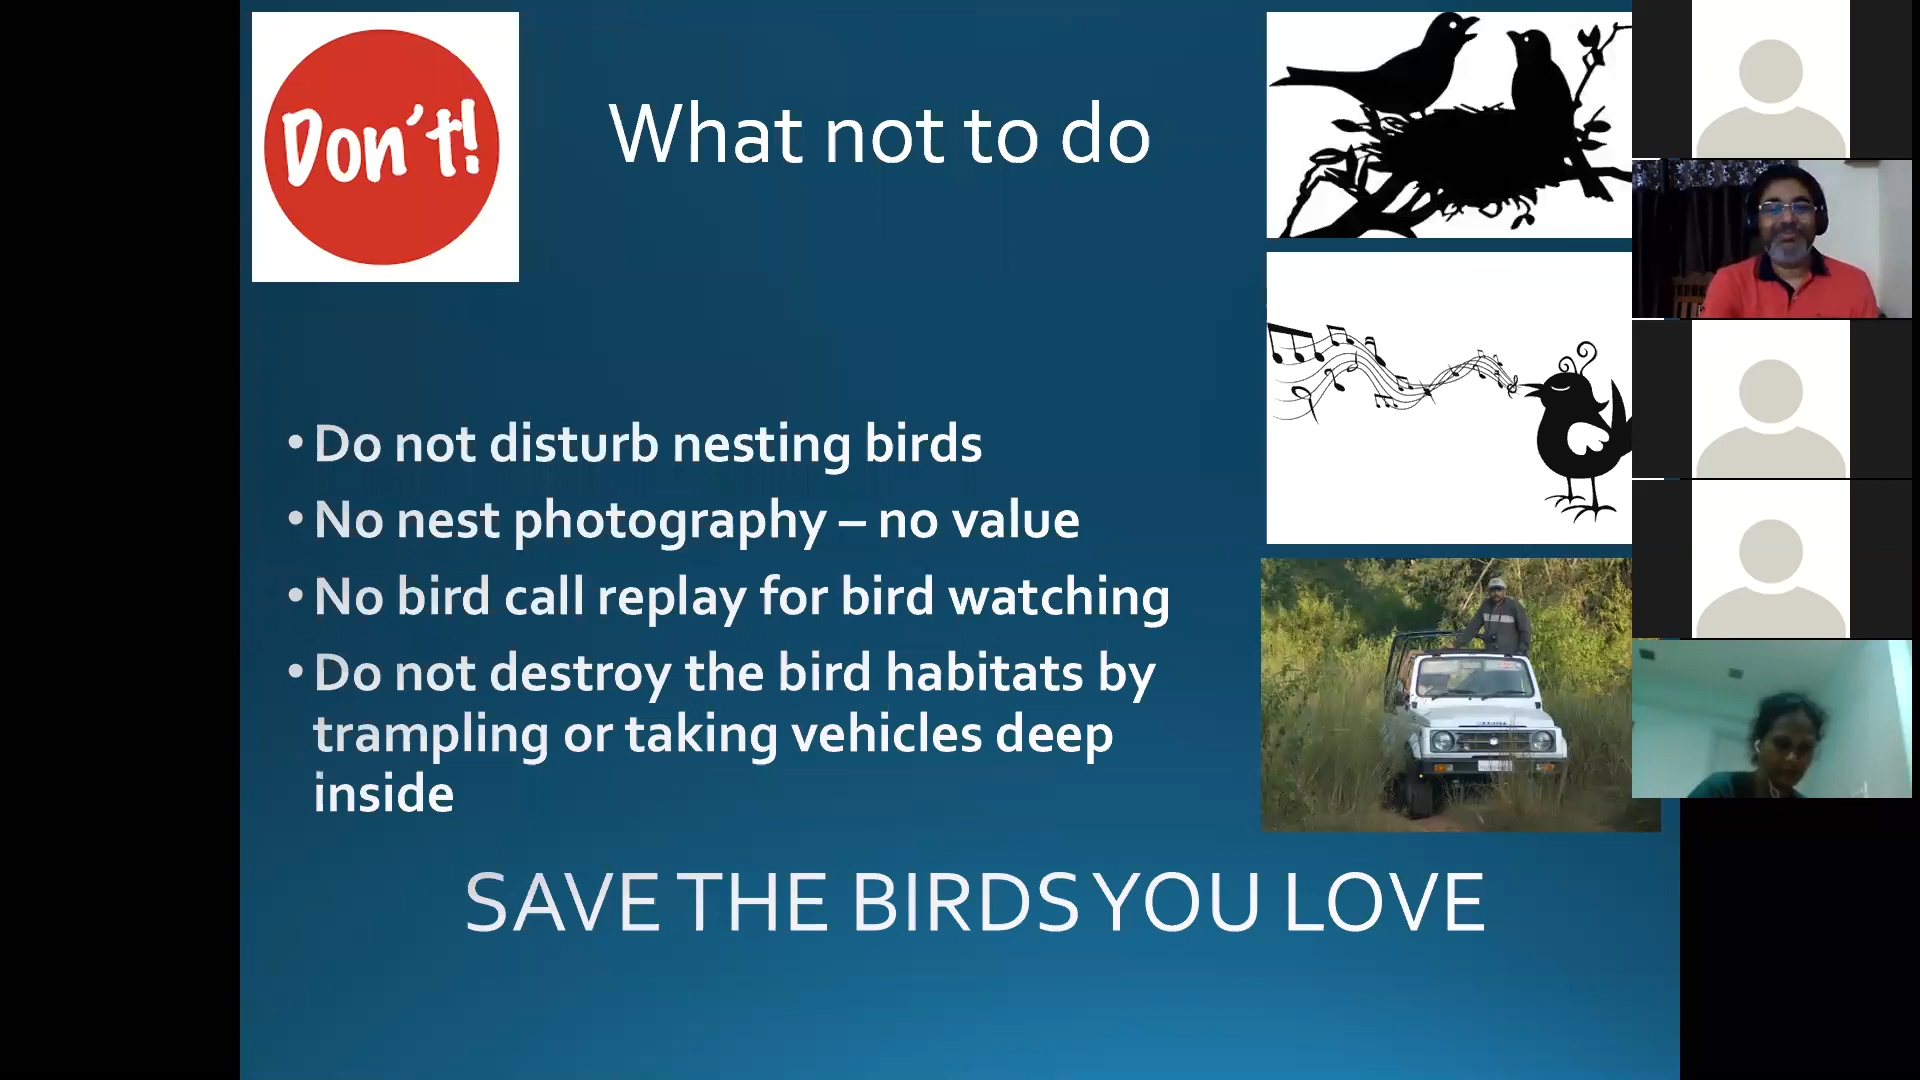 Don't!
What not to do
• Do not disturb nesting birds
• No nest photography – no value
• No bird call replay for bird watching
• Do not destroy the bird habitats by
trampling or taking vehicles deep
inside
SAVE THE BIRDS YOU LOVE